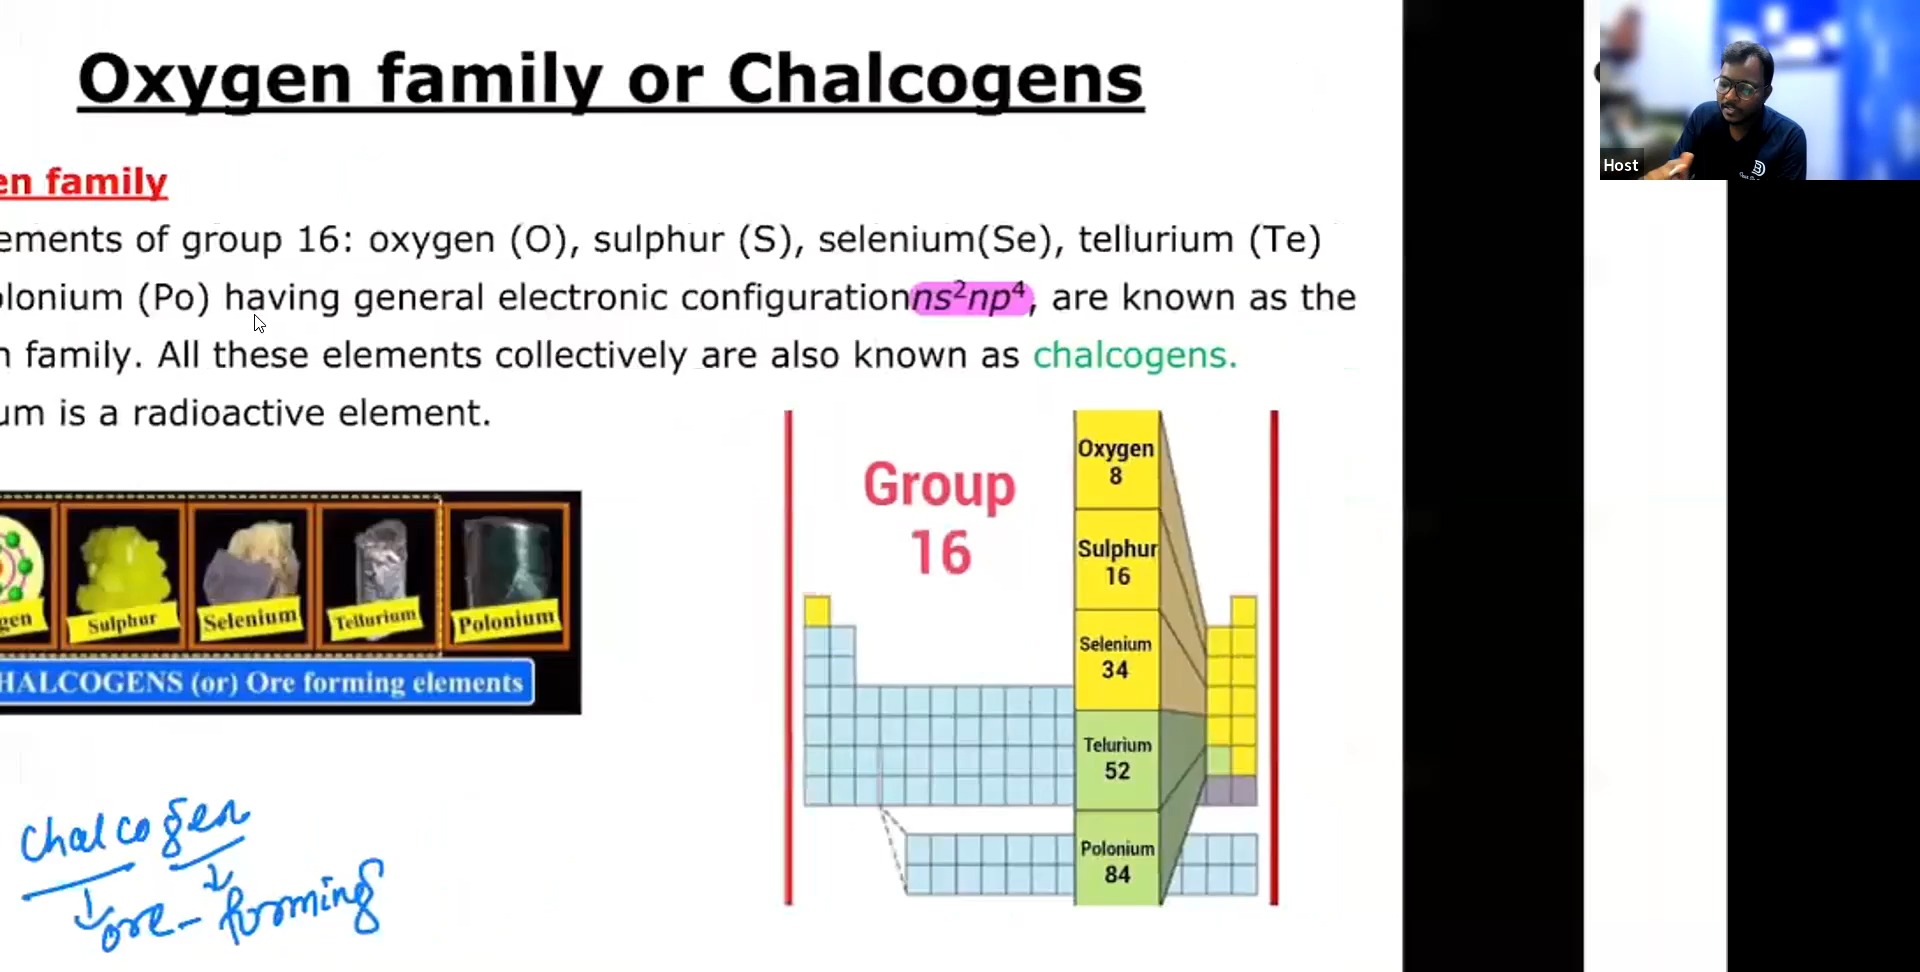 Oxygen family or Chalcogens
Host
en family
ements of group 16: oxygen (O), sulphur (S), selenium(Se), tellurium (Te)
olonium (Po) having general electronic configurationns²np⁴, are known as the
n family. All these elements collectively are also known as chalcogens.
um is a radioactive element.
gen
Sulphur
Selenium
Tellurium
Polonium
HALCOGENS (or) Ore forming elements
Group
16
Oxygen
8
Sulphur
16
Selenium
34
Telurium
52
Polonium
84
chalcogen
ore-forming